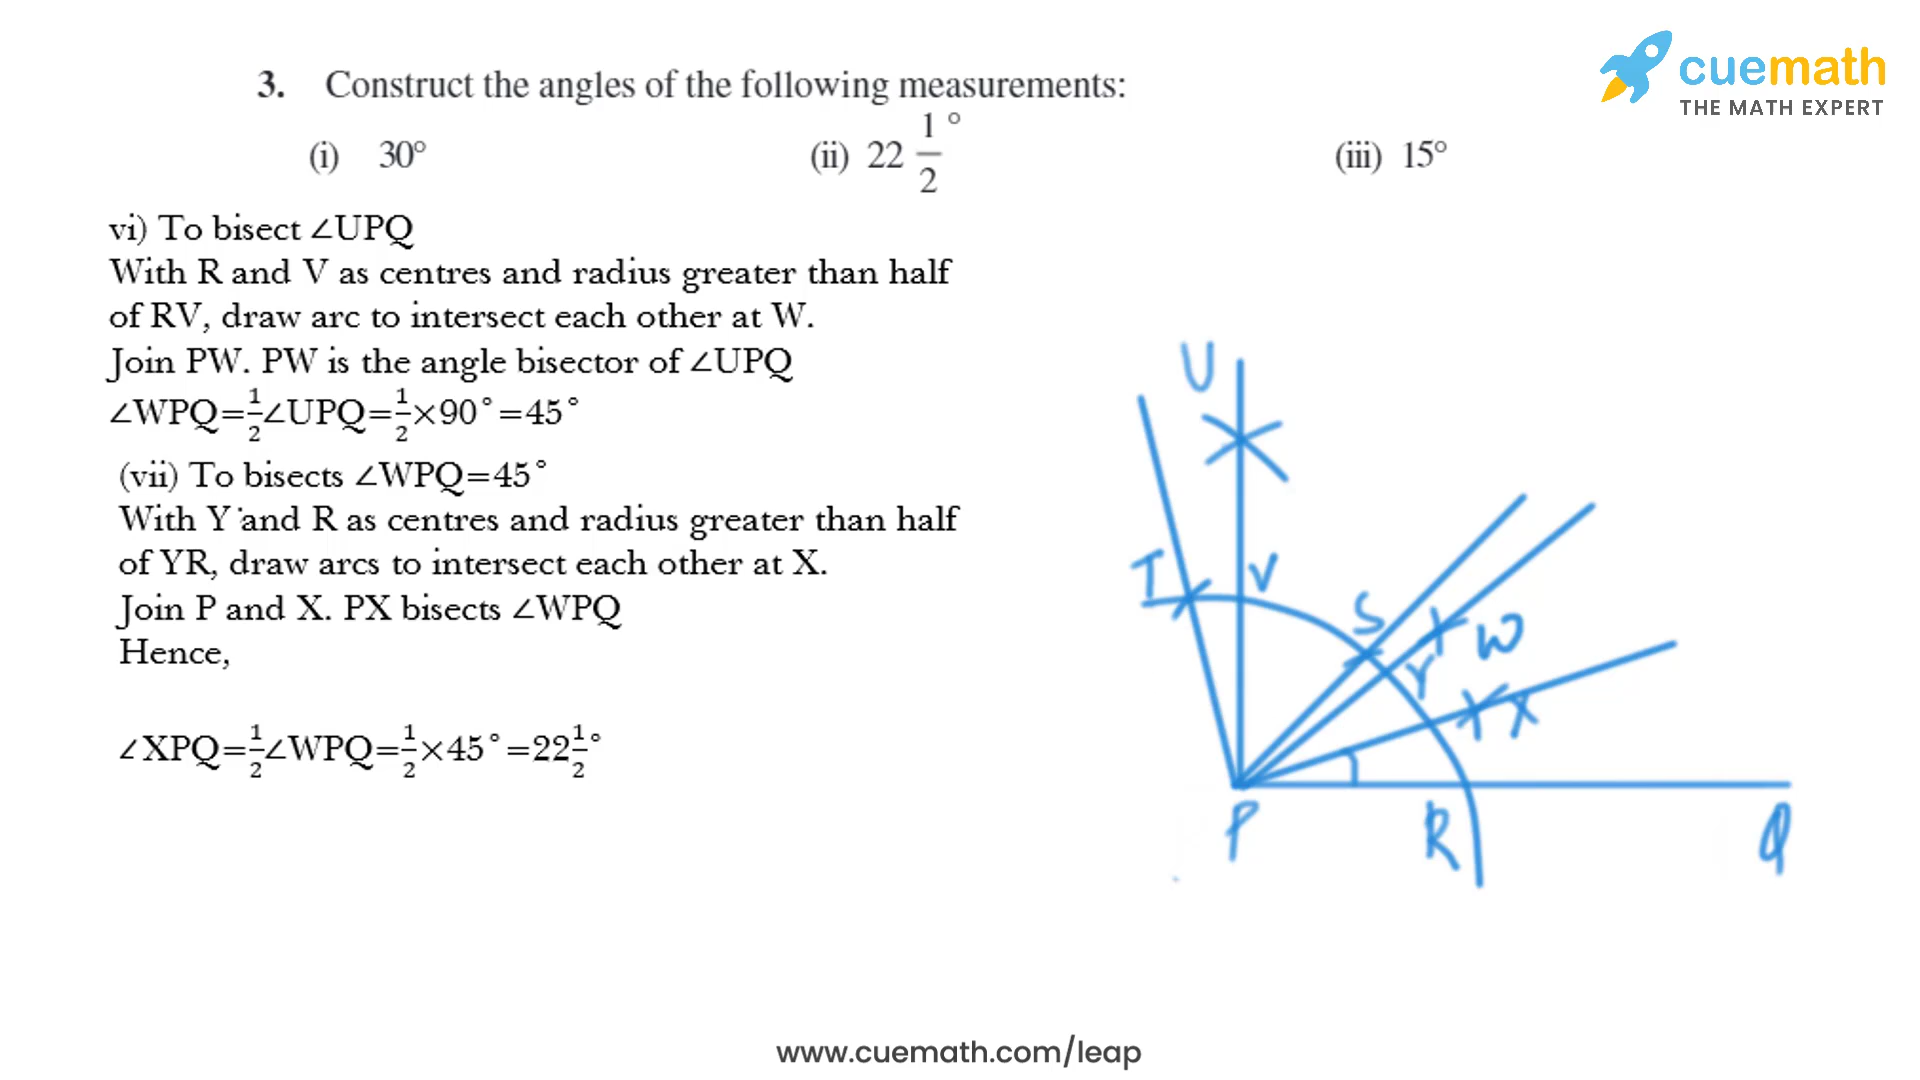 cuemath
THE MATH EXPERT
3. Construct the angles of the following measurements:
(i) 30° (ii) 22 1/2° (iii) 15°
vi) To bisect ∠UPQ
With R and V as centres and radius greater than half
of RV, draw arc to intersect each other at W.
Join PW. PW is the angle bisector of ∠UPQ
∠WPQ=1/2∠UPQ=1/2×90°=45°
(vii) To bisects ∠WPQ=45°
With Y and R as centres and radius greater than half
of YR, draw arcs to intersect each other at X.
Join P and X. PX bisects ∠WPQ
Hence,
∠XPQ=1/2∠WPQ=1/2×45°=22 1/2°
U
T V
S W
Y
X
P R Q
www.cuemath.com/leap